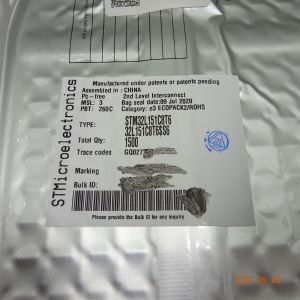 STMicroelectronics
Manufactured under patents or patents pending
Assembled in : CHINA
Pb-free 2nd Level Interconnect
MSL: 3 Bag seal date:09 Jul 2020
PBT: 260C Category: e3 ECOPACK2/ROHS
TYPE: STM32L151C8T6
32L151C8T6$S6
Total Qty: 1500
Trace codes
Marking
Bulk ID:
Please provide the Bulk ID for any inquiry